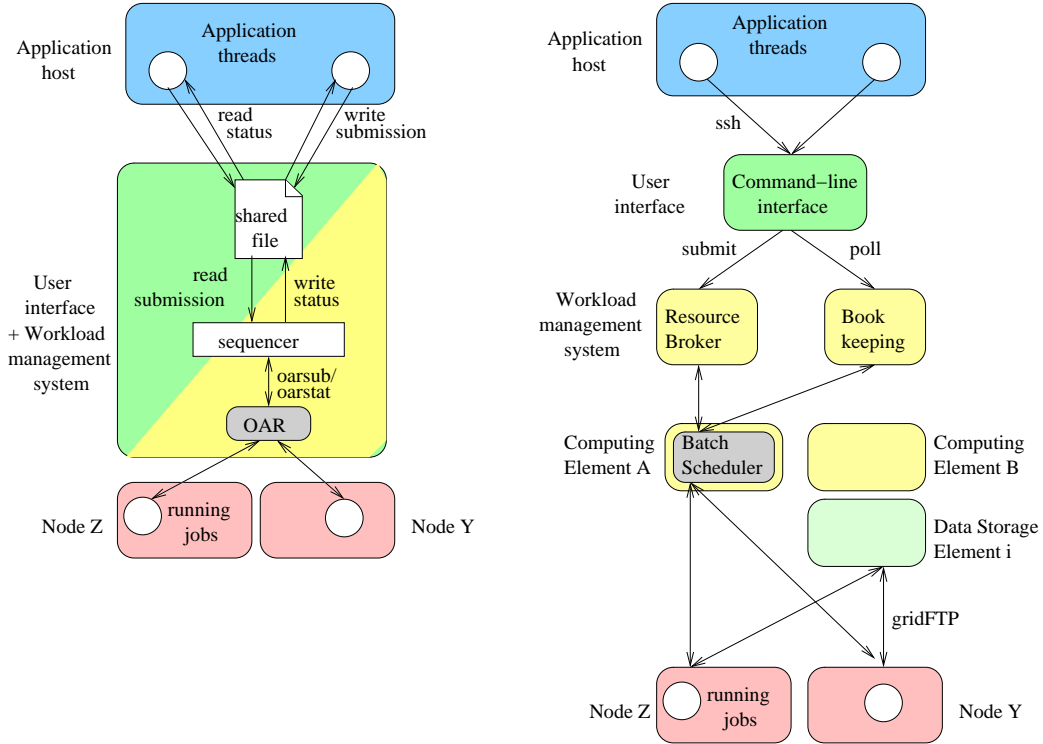 Application
host
Application
threads
read
status
write
submission
shared
file
User
interface
+ Workload
management
system
read
submission
write
status
sequencer
oarsub/
oarstat
OAR
Node Z
running
jobs
Node Y
Application
host
Application
threads
ssh
User
interface
Command−line
interface
submit
poll
Workload
management
system
Resource
Broker
Book
keeping
Computing
Element A
Batch
Scheduler
Computing
Element B
Data Storage
Element i
gridFTP
Node Z
running
jobs
Node Y